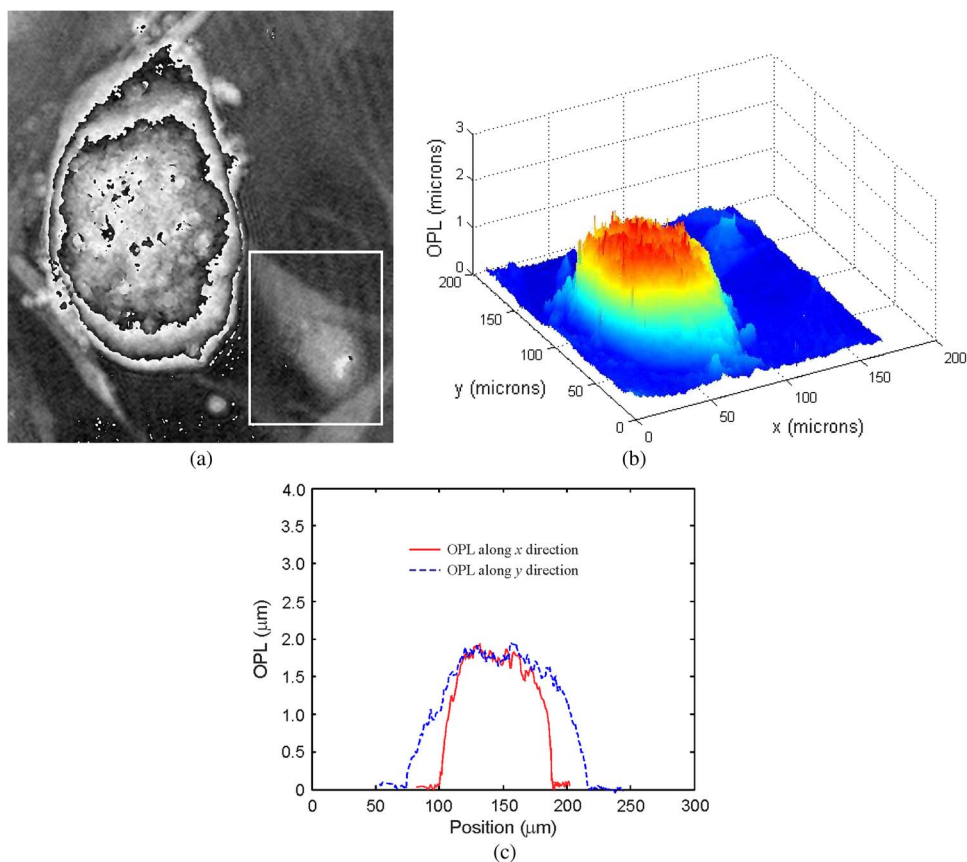 3
2
1
0
OPL (microns)
200
150
100
50
0
y (microns)
0
50
100
150
200
x (microns)
(a)
(b)
4.0
3.5
3.0
2.5
2.0
1.5
1.0
0.5
0
OPL (μm)
OPL along x direction
OPL along y direction
0 50 100 150 200 250 300
Position (μm)
(c)